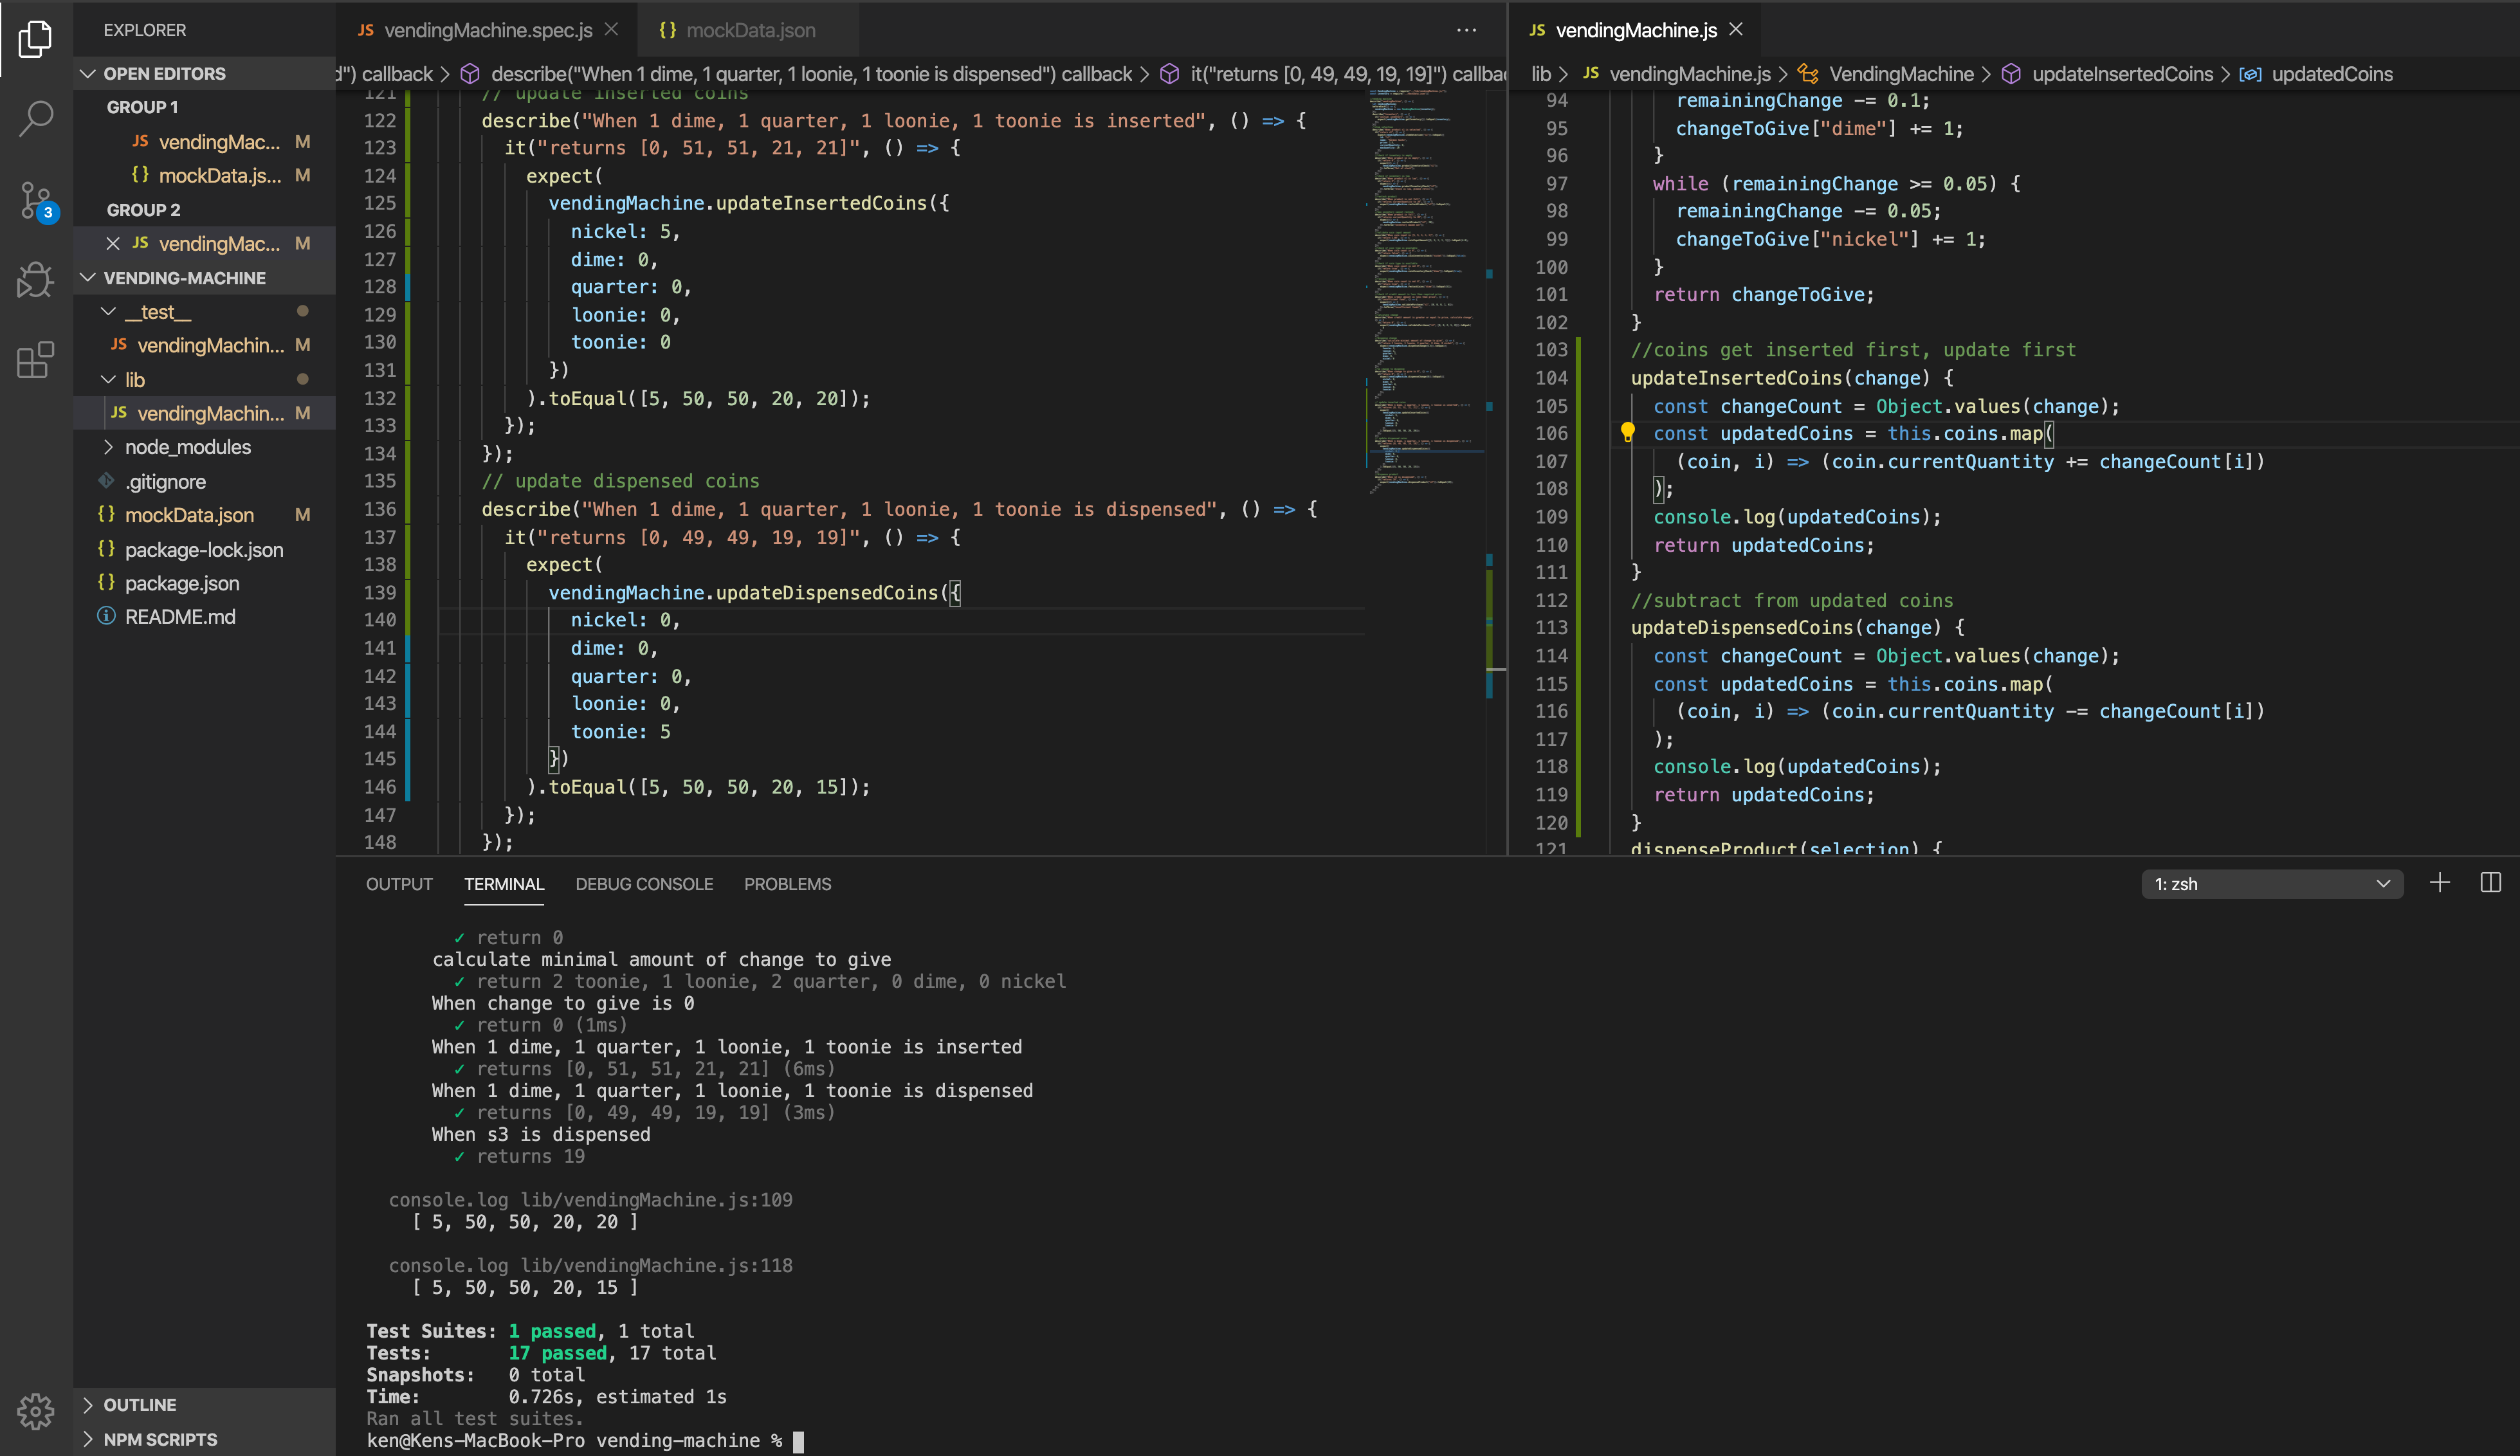 EXPLORER
OPEN EDITORS
GROUP 1
JS vendingMac... M
{} mockData.js... M
GROUP 2
JS vendingMac... M
VENDING-MACHINE
__test__
JS vendingMachin... M
lib
JS vendingMachin... M
node_modules
.gitignore
{} mockData.json M
{} package-lock.json
{} package.json
README.md
OUTLINE
NPM SCRIPTS
3
JS vendingMachine.spec.js
{} mockData.json
d") callback > describe("When 1 dime, 1 quarter, 1 loonie, 1 toonie is dispensed") callback > it("returns [0, 49, 49, 19, 19]") callbac
121 // update inserted coins
122 describe("When 1 dime, 1 quarter, 1 loonie, 1 toonie is inserted", () => {
123 it("returns [0, 51, 51, 21, 21]", () => {
124 expect(
125 vendingMachine.updateInsertedCoins({
126 nickel: 5,
127 dime: 0,
128 quarter: 0,
129 loonie: 0,
130 toonie: 0
131 })
132 ).toEqual([5, 50, 50, 20, 20]);
133 });
134 });
135 // update dispensed coins
136 describe("When 1 dime, 1 quarter, 1 loonie, 1 toonie is dispensed", () => {
137 it("returns [0, 49, 49, 19, 19]", () => {
138 expect(
139 vendingMachine.updateDispensedCoins({
140 nickel: 0,
141 dime: 0,
142 quarter: 0,
143 loonie: 0,
144 toonie: 5
145 })
146 ).toEqual([5, 50, 50, 20, 15]);
147 });
148 });
JS vendingMachine.js
lib > JS vendingMachine.js > VendingMachine > updateInsertedCoins > updatedCoins
94 remainingChange -= 0.1;
95 changeToGive["dime"] += 1;
96 }
97 while (remainingChange >= 0.05) {
98 remainingChange -= 0.05;
99 changeToGive["nickel"] += 1;
100 }
101 return changeToGive;
102 }
103 //coins get inserted first, update first
104 updateInsertedCoins(change) {
105 const changeCount = Object.values(change);
106 const updatedCoins = this.coins.map(
107 (coin, i) => (coin.currentQuantity += changeCount[i])
108 );
109 console.log(updatedCoins);
110 return updatedCoins;
111 }
112 //subtract from updated coins
113 updateDispensedCoins(change) {
114 const changeCount = Object.values(change);
115 const updatedCoins = this.coins.map(
116 (coin, i) => (coin.currentQuantity -= changeCount[i])
117 );
118 console.log(updatedCoins);
119 return updatedCoins;
120 }
121 dispenseProduct(selection) {
OUTPUT TERMINAL DEBUG CONSOLE PROBLEMS
1: zsh
✓ return 0
calculate minimal amount of change to give
✓ return 2 toonie, 1 loonie, 2 quarter, 0 dime, 0 nickel
When change to give is 0
✓ return 0 (1ms)
When 1 dime, 1 quarter, 1 loonie, 1 toonie is inserted
✓ returns [0, 51, 51, 21, 21] (6ms)
When 1 dime, 1 quarter, 1 loonie, 1 toonie is dispensed
✓ returns [0, 49, 49, 19, 19] (3ms)
When s3 is dispensed
✓ returns 19
console.log lib/vendingMachine.js:109
[ 5, 50, 50, 20, 20 ]
console.log lib/vendingMachine.js:118
[ 5, 50, 50, 20, 15 ]
Test Suites: 1 passed, 1 total
Tests: 17 passed, 17 total
Snapshots: 0 total
Time: 0.726s, estimated 1s
Ran all test suites.
ken@Kens-MacBook-Pro vending-machine %